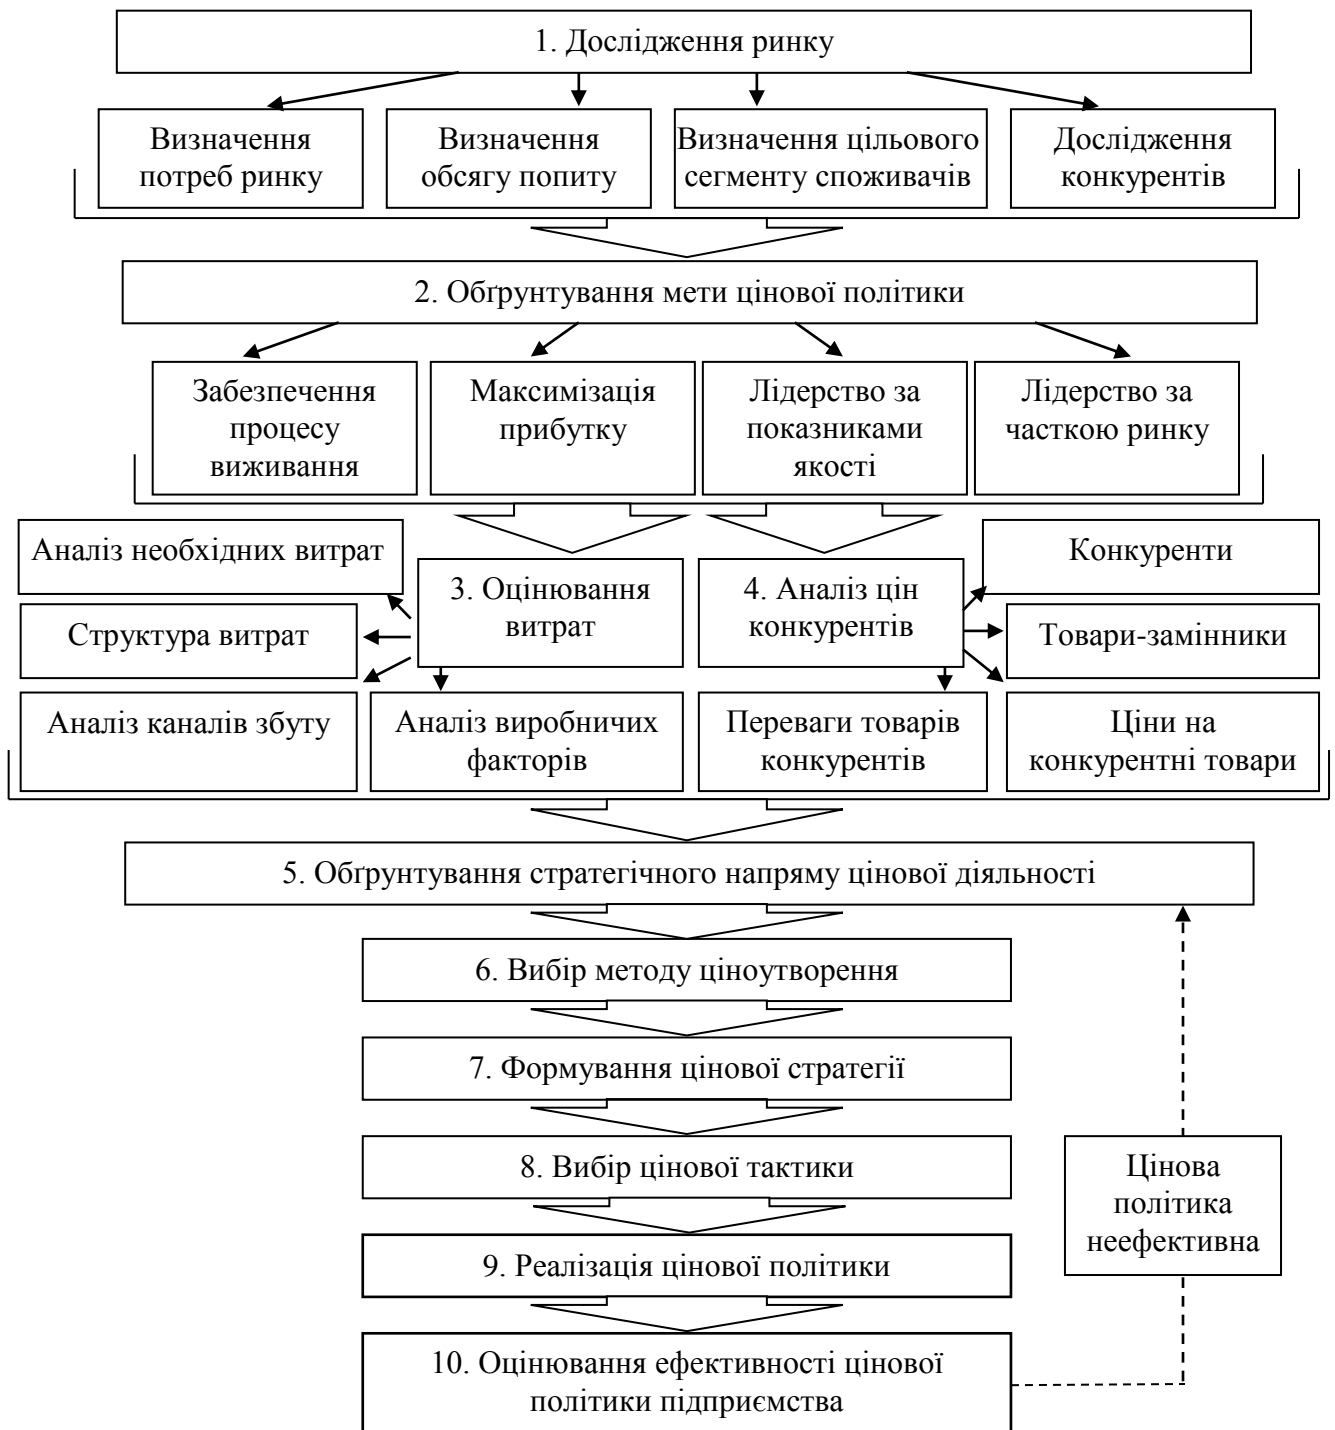 1. Дослідження ринку
Визначення
потреб ринку
Визначення
обсягу попиту
Визначення цільового
сегменту споживачів
Дослідження
конкурентів
2. Обґрунтування мети цінової політики
Забезпечення
процесу
виживання
Максимізація
прибутку
Лідерство за
показниками
якості
Лідерство за
часткою ринку
Аналіз необхідних витрат
Структура витрат
Аналіз каналів збуту
3. Оцінювання
витрат
Аналіз виробничих
факторів
4. Аналіз цін
конкурентів
Переваги товарів
конкурентів
Конкуренти
Товари-замінники
Ціни на
конкурентні товари
5. Обґрунтування стратегічного напряму цінової діяльності
6. Вибір методу ціноутворення
7. Формування цінової стратегії
8. Вибір цінової тактики
9. Реалізація цінової політики
10. Оцінювання ефективності цінової
політики підприємства
Цінова
політика
неефективна